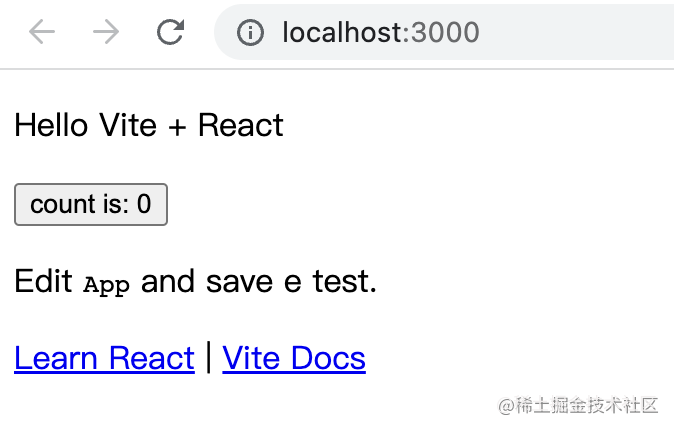 localhost:3000
Hello Vite + React
count is: 0
Edit App and save e test.
Learn React | Vite Docs
@稀土掘金技术社区